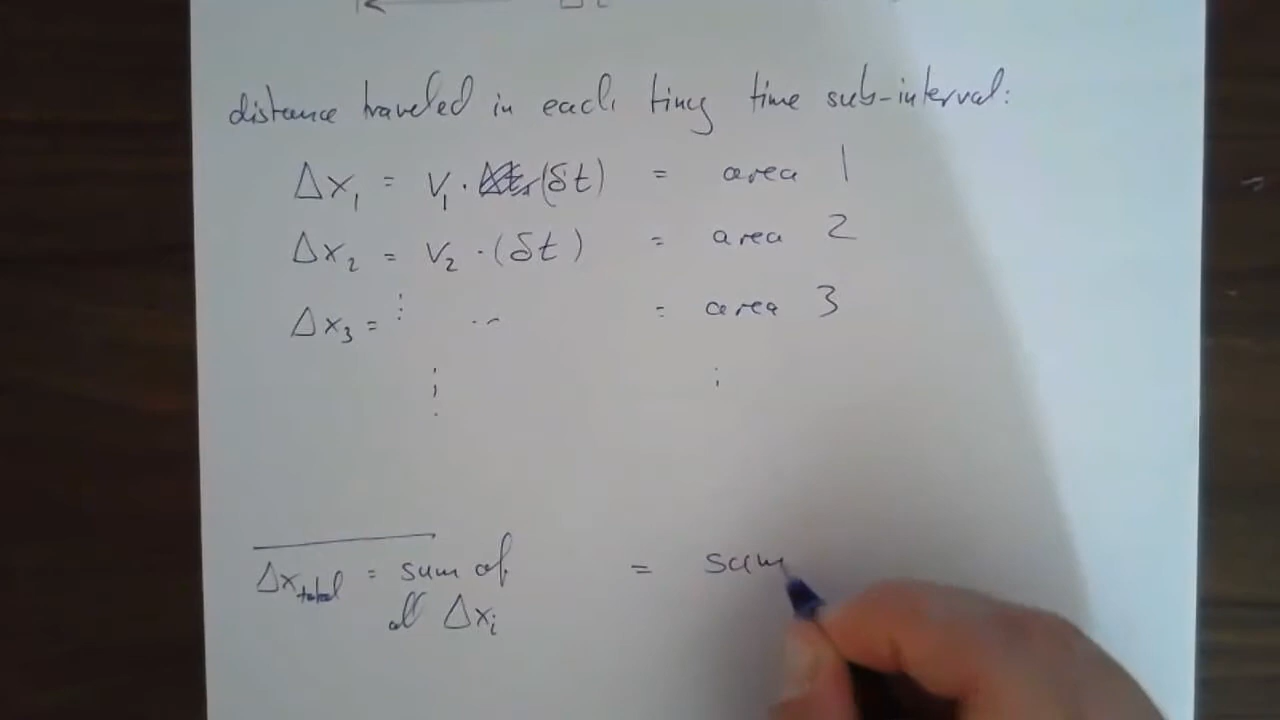 Δt
distance traveled in each tiny time sub-interval:
Δx₁ = v₁ · (δt) = area 1
Δx₂ = v₂ · (δt) = area 2
Δx₃ = ⋮ ·– = area 3
⋮ ⋮
Δx_total = sum of = sum
all Δxᵢ